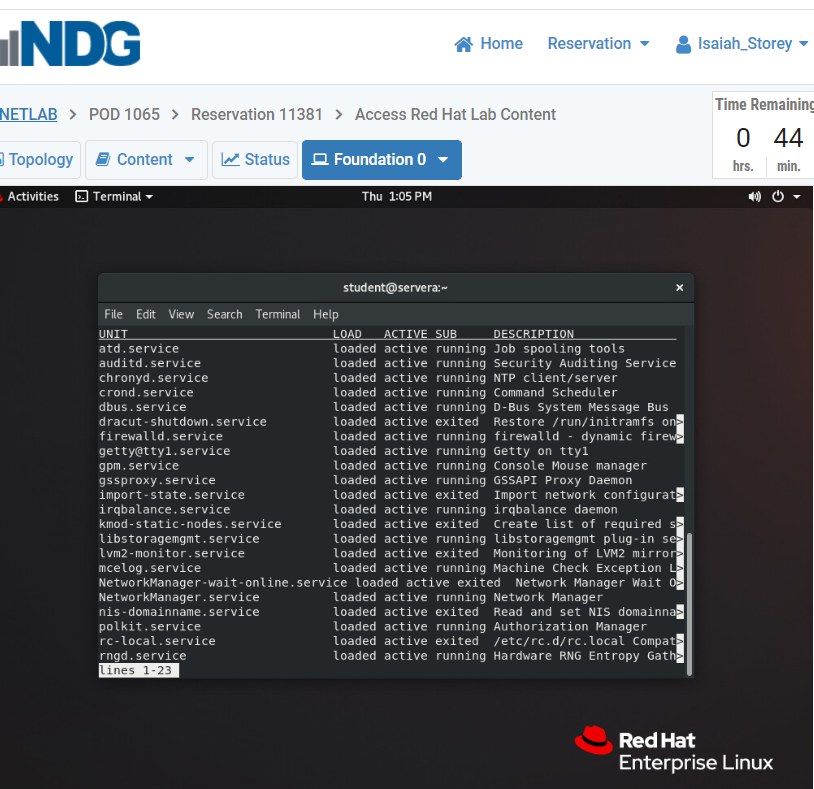 NDG
Home Reservation Isaiah_Storey
NETLAB > POD 1065 > Reservation 11381 > Access Red Hat Lab Content
Time Remaining
0 44
hrs. min.
Topology Content Status Foundation 0
Activities Terminal Thu 1:05 PM
student@servera:~ ×
File Edit View Search Terminal Help
UNIT LOAD ACTIVE SUB DESCRIPTION
atd.service loaded active running Job spooling tools
auditd.service loaded active running Security Auditing Service
chronyd.service loaded active running NTP client/server
crond.service loaded active running Command Scheduler
dbus.service loaded active running D-Bus System Message Bus
dracut-shutdown.service loaded active exited Restore /run/initramfs on>
firewalld.service loaded active running firewalld - dynamic firew>
getty@tty1.service loaded active running Getty on tty1
gpm.service loaded active running Console Mouse manager
gssproxy.service loaded active running GSSAPI Proxy Daemon
import-state.service loaded active exited Import network configurat>
irqbalance.service loaded active running irqbalance daemon
kmod-static-nodes.service loaded active exited Create list of required s>
libstoragemgmt.service loaded active running libstoragemgmt plug-in se>
lvm2-monitor.service loaded active exited Monitoring of LVM2 mirror>
mcelog.service loaded active running Machine Check Exception L>
NetworkManager-wait-online.service loaded active exited Network Manager Wait O>
NetworkManager.service loaded active running Network Manager
nis-domainname.service loaded active exited Read and set NIS domainna>
polkit.service loaded active running Authorization Manager
rc-local.service loaded active exited /etc/rc.d/rc.local Compat>
rngd.service loaded active running Hardware RNG Entropy Gath>
lines 1-23
Red Hat
Enterprise Linux